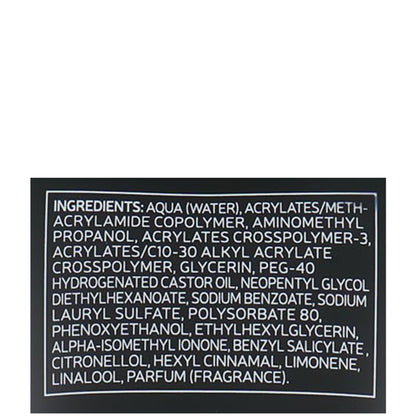 INGREDIENTS: AQUA (WATER), ACRYLATES/METH-
ACRYLAMIDE COPOLYMER, AMINOMETHYL
PROPANOL, ACRYLATES CROSSPOLYMER-3,
ACRYLATES/C10-30 ALKYL ACRYLATE
CROSSPOLYMER, GLYCERIN, PEG-40
HYDROGENATED CASTOR OIL, NEOPENTYL GLYCOL
DIETHYLHEXANOATE, SODIUM BENZOATE, SODIUM
LAURYL SULFATE, POLYSORBATE 80,
PHENOXYETHANOL, ETHYLHEXYLGLYCERIN,
ALPHA-ISOMETHYL IONONE, BENZYL SALICYLATE,
CITRONELLOL, HEXYL CINNAMAL, LIMONENE,
LINALOOL, PARFUM (FRAGRANCE).